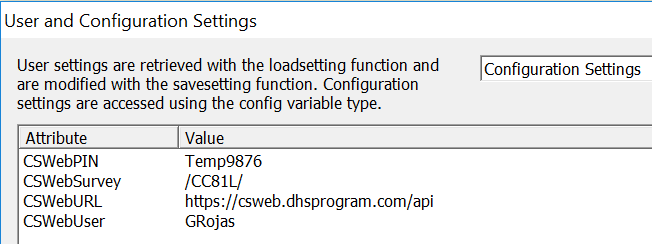 User and Configuration Settings
User settings are retrieved with the loadsetting function and
are modified with the savesetting function. Configuration
settings are accessed using the config variable type.
Configuration Settings
Attribute Value
CSWebPIN Temp9876
CSWebSurvey /CC81L/
CSWebURL https://csweb.dhsprogram.com/api
CSWebUser GRojas